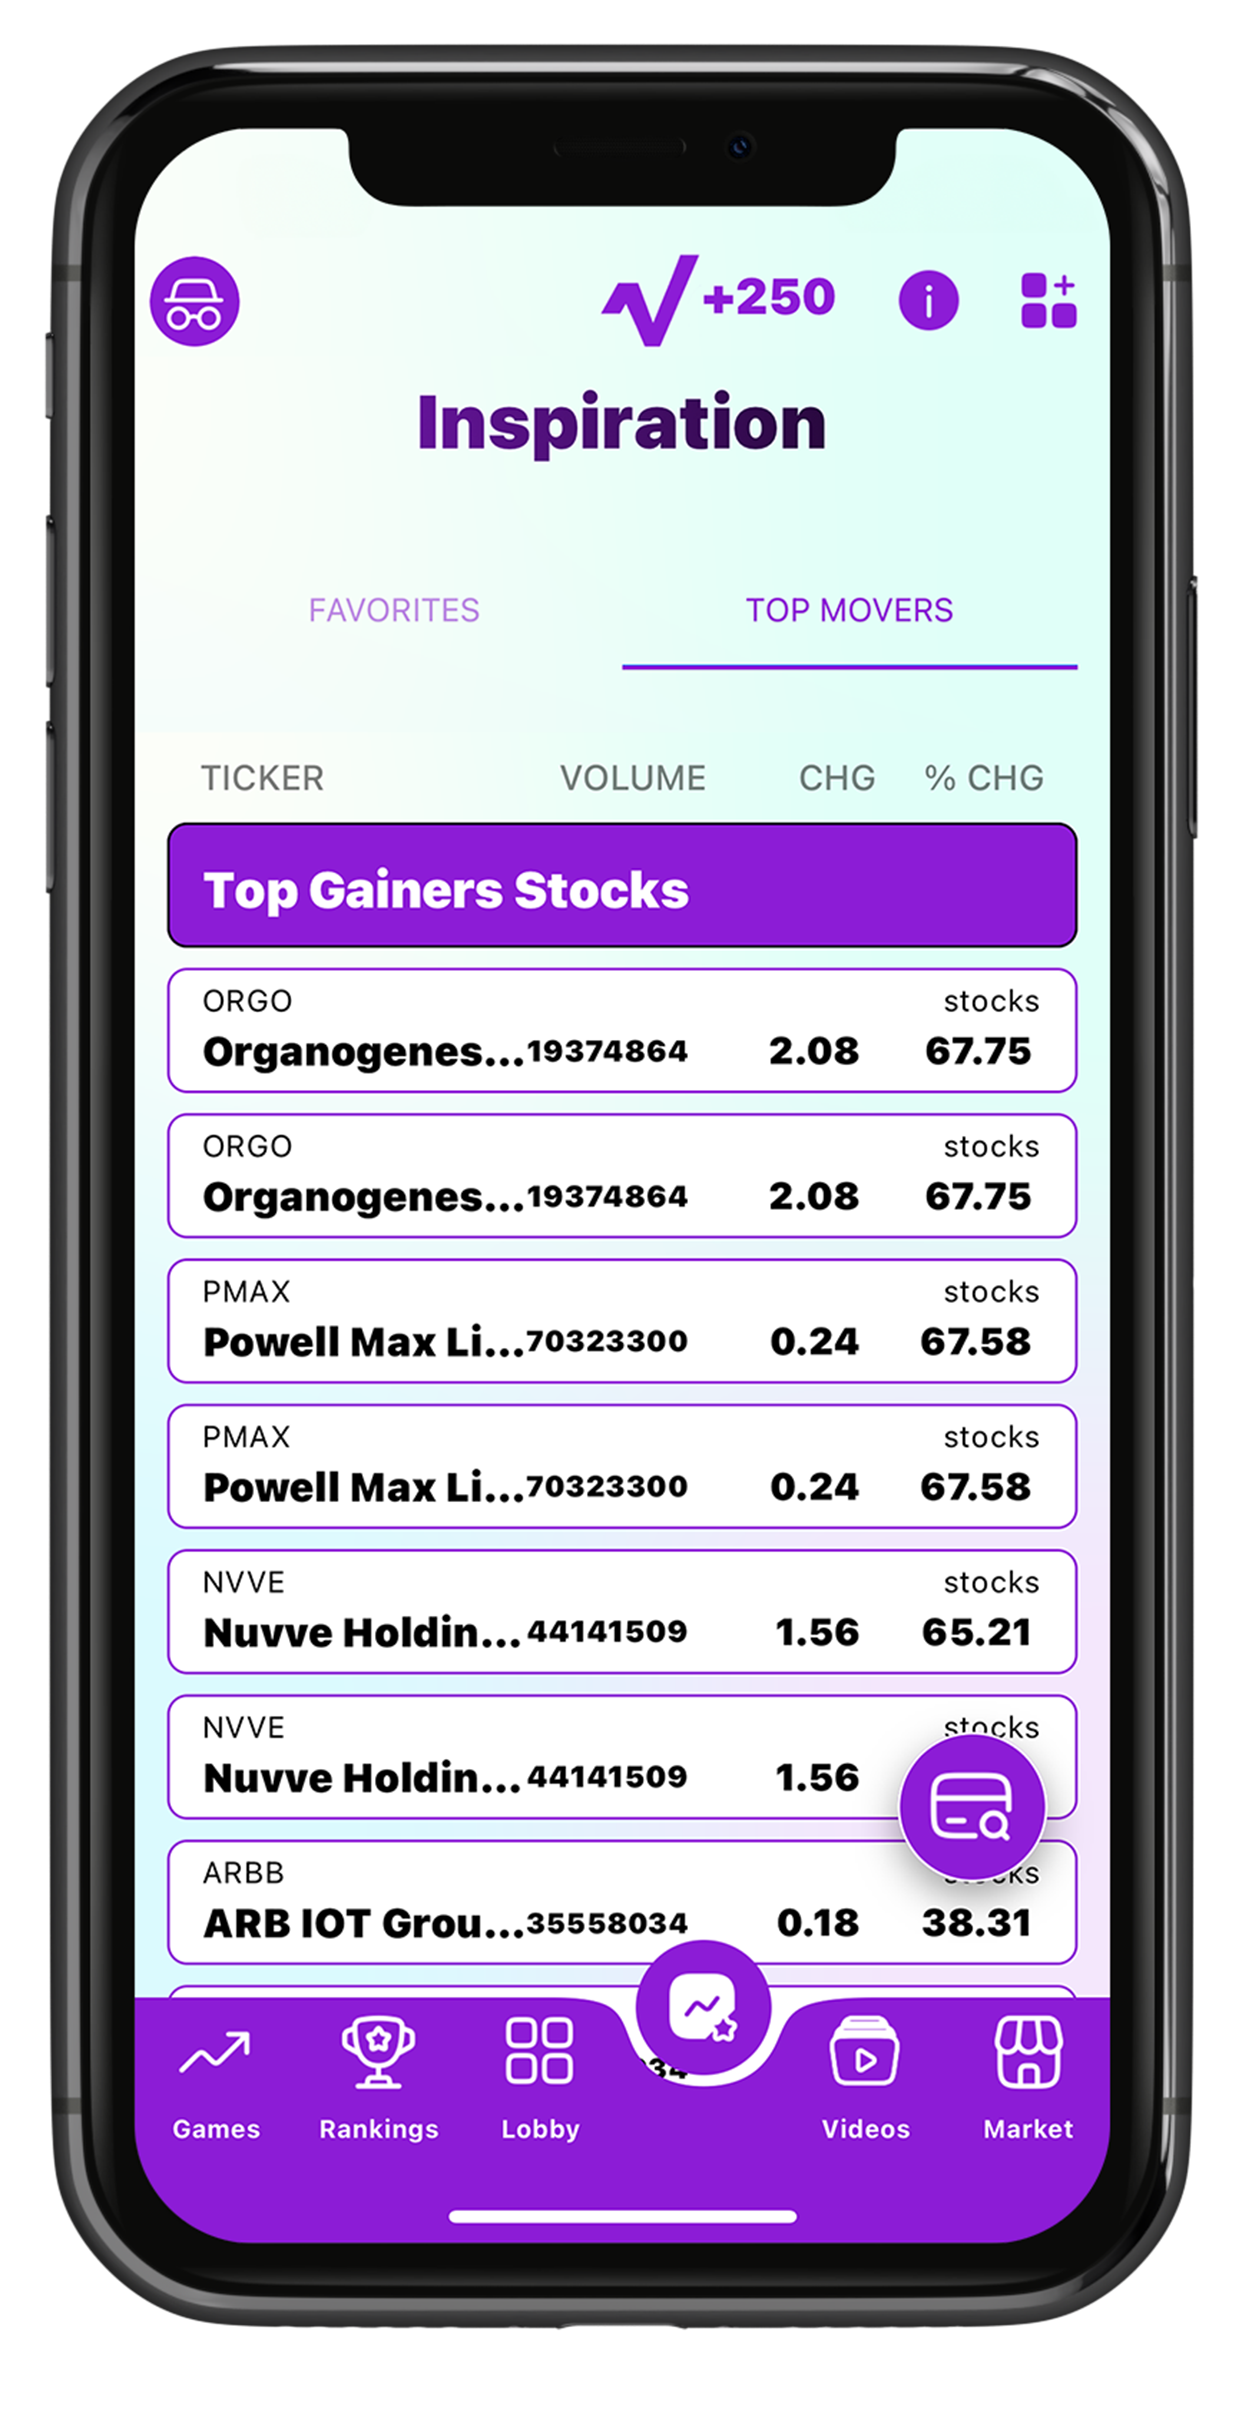 +250
Inspiration
FAVORITES TOP MOVERS
TICKER VOLUME CHG % CHG
Top Gainers Stocks
ORGO stocks
Organogenes... 19374864 2.08 67.75
ORGO stocks
Organogenes... 19374864 2.08 67.75
PMAX stocks
Powell Max Li... 70323300 0.24 67.58
PMAX stocks
Powell Max Li... 70323300 0.24 67.58
NVVE stocks
Nuvve Holdin... 44141509 1.56 65.21
NVVE stocks
Nuvve Holdin... 44141509 1.56
ARBB
ARB IOT Grou... 35558034 0.18 38.31
Games Rankings Lobby Videos Market